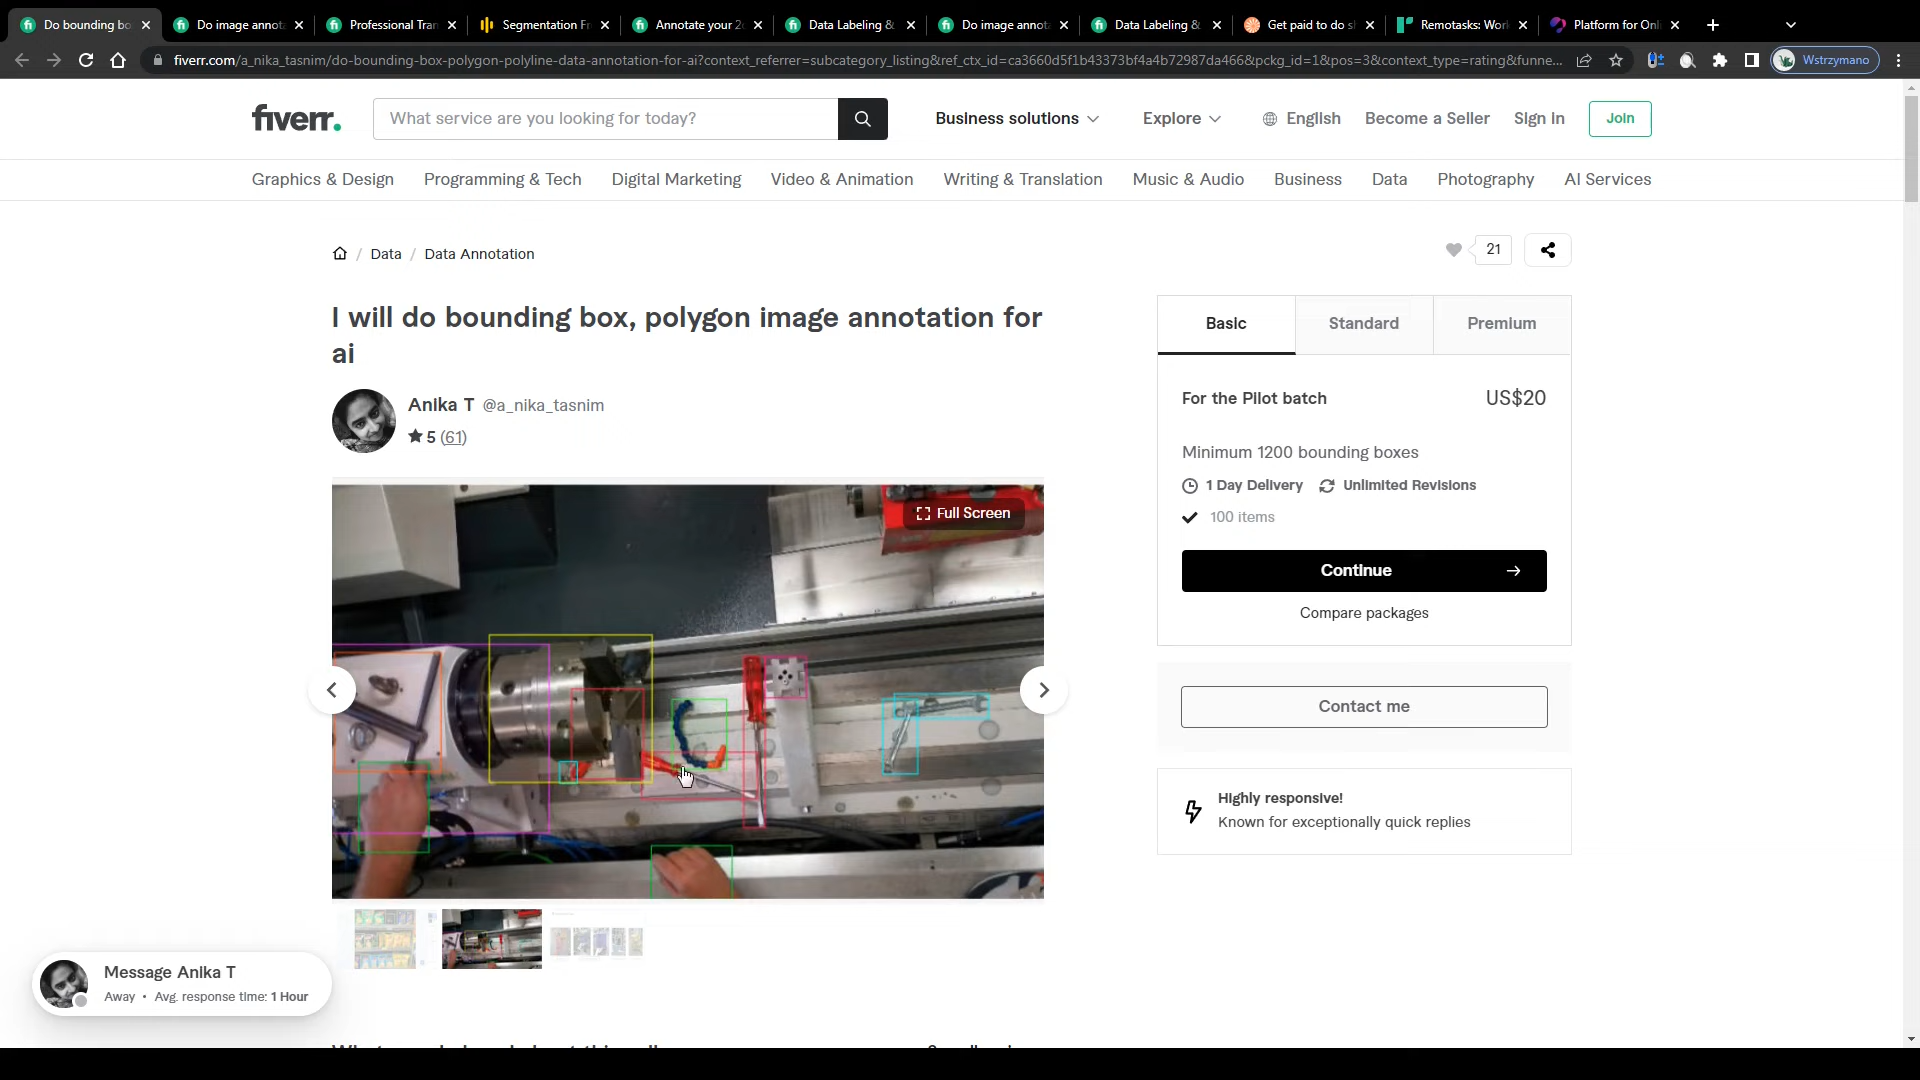 Do bounding bo
Do image annot
Professional Tran
Segmentation Fr
Annotate your 2
Data Labeling &
Do image annot
Data Labeling &
Get paid to do s
Remotasks: Wor
Platform for Onl
fiverr.com/a_nika_tasnim/do-bounding-box-polygon-polyline-data-annotation-for-ai?context_referrer=subcategory_listing&ref_ctx_id=ca3660d5f1b43373bf4a4b72987da466&pckg_id=1&pos=3&context_type=rating&funne...
Wstrzymano
fiverr.
What service are you looking for today?
Business solutions
Explore
English
Become a Seller
Sign in
Join
Graphics & Design
Programming & Tech
Digital Marketing
Video & Animation
Writing & Translation
Music & Audio
Business
Data
Photography
AI Services
/ Data / Data Annotation
21
I will do bounding box, polygon image annotation for
ai
Anika T @a_nika_tasnim
5 (61)
Full Screen
Basic
Standard
Premium
For the Pilot batch
US$20
Minimum 1200 bounding boxes
1 Day Delivery
Unlimited Revisions
100 items
Continue
Compare packages
Contact me
Highly responsive!
Known for exceptionally quick replies
Message Anika T
Away • Avg. response time: 1 Hour